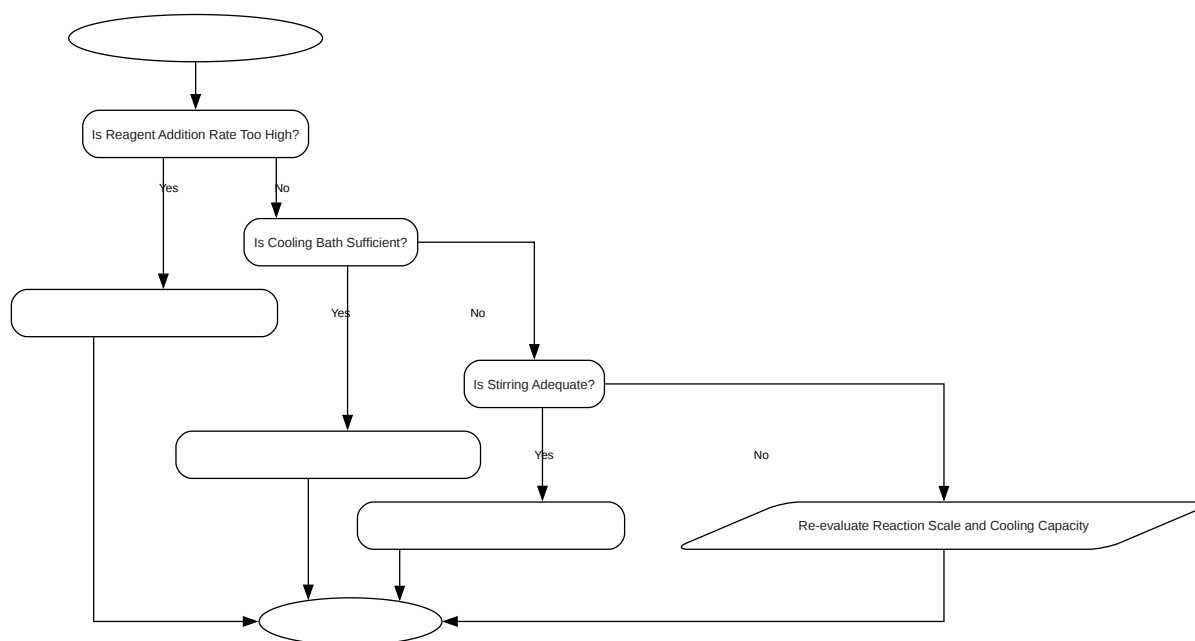 Is Reagent Addition Rate Too High?
Yes
No
Is Cooling Bath Sufficient?
Yes
No
Is Stirring Adequate?
Yes
No
Re-evaluate Reaction Scale and Cooling Capacity